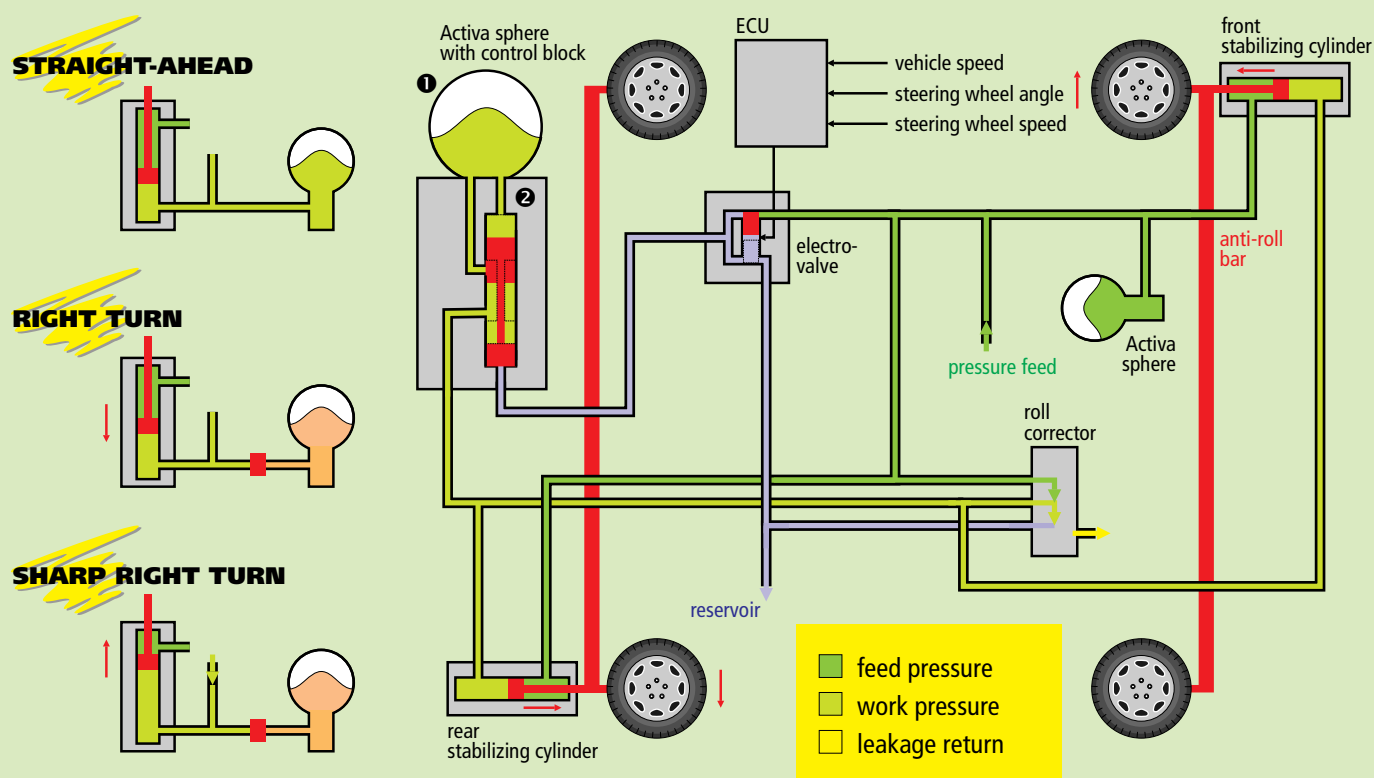 STRAIGHT-AHEAD
RIGHT TURN
SHARP RIGHT TURN
Activa sphere
with control block
❶
❷
ECU
vehicle speed
steering wheel angle
steering wheel speed
front
stabilizing cylinder
electro-
valve
anti-roll
bar
Activa
sphere
pressure feed
roll
corrector
reservoir
rear
stabilizing cylinder
feed pressure
work pressure
leakage return